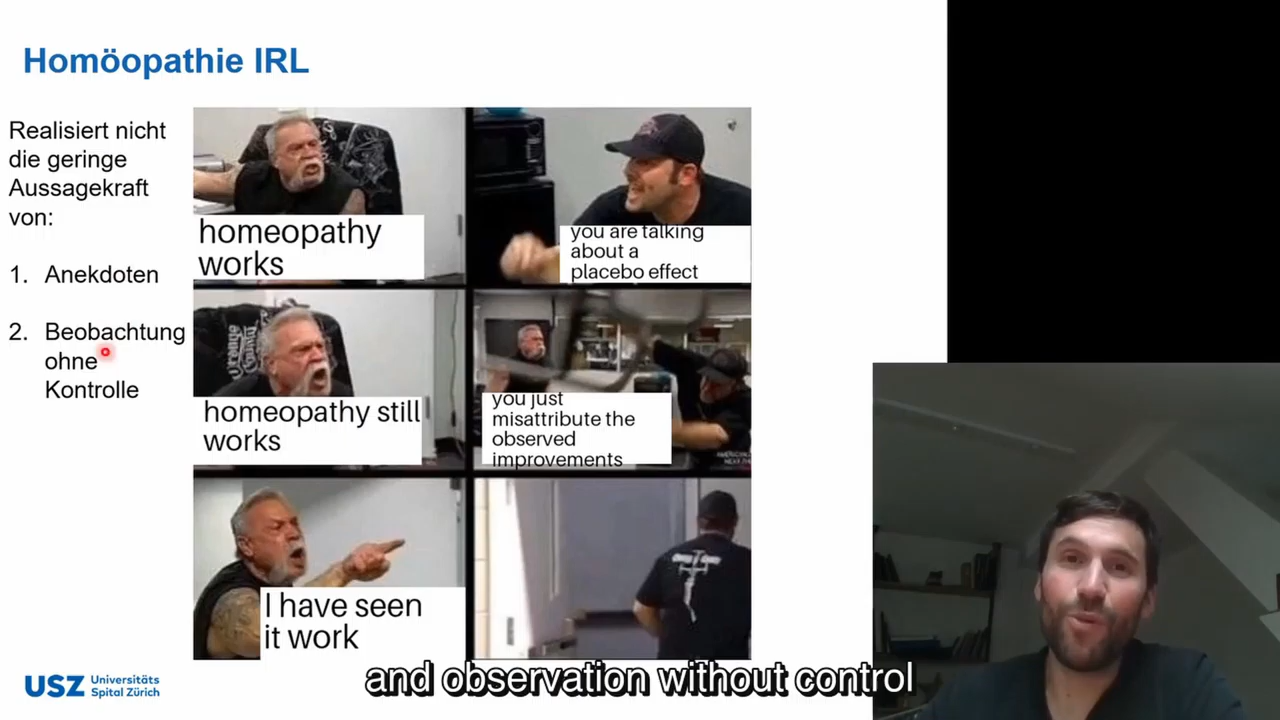 Homöopathie IRL
Realisiert nicht
die geringe
Aussagekraft
von:
1. Anekdoten
2. Beobachtung
ohne
Kontrolle
homeopathy
works
you are talking
about a
placebo effect
homeopathy still
works
you just
misattribute the
observed
improvements
I have seen
it work
and observation without control
USZ Universitäts
Spital Zürich